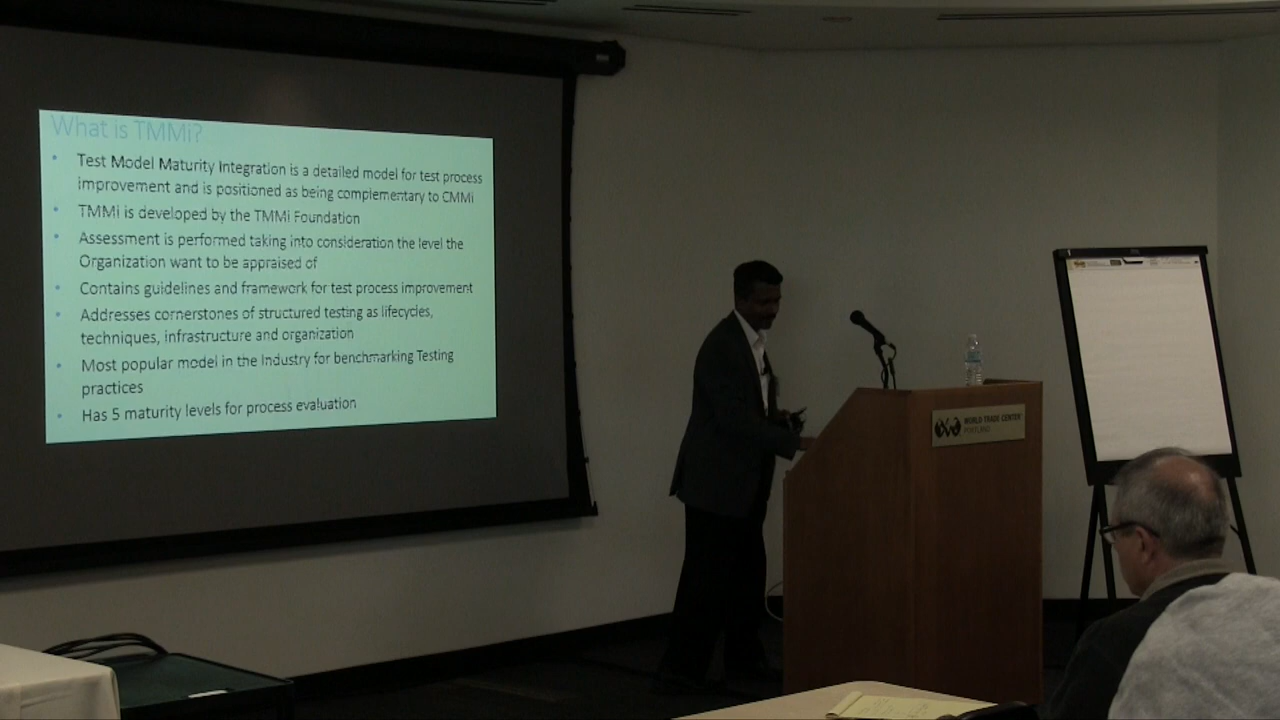 What is TMMi?
• Test Model Maturity Integration is a detailed model for test process
improvement and is positioned as being complementary to CMMi
• TMMi is developed by the TMMi Foundation
• Assessment is performed taking into consideration the level the
Organization want to be appraised of
• Contains guidelines and framework for test process improvement
• Addresses cornerstones of structured testing as lifecycles,
techniques, infrastructure and organization
• Most popular model in the Industry for benchmarking Testing
practices
• Has 5 maturity levels for process evaluation
WORLD TRADE CENTER
PORTLAND